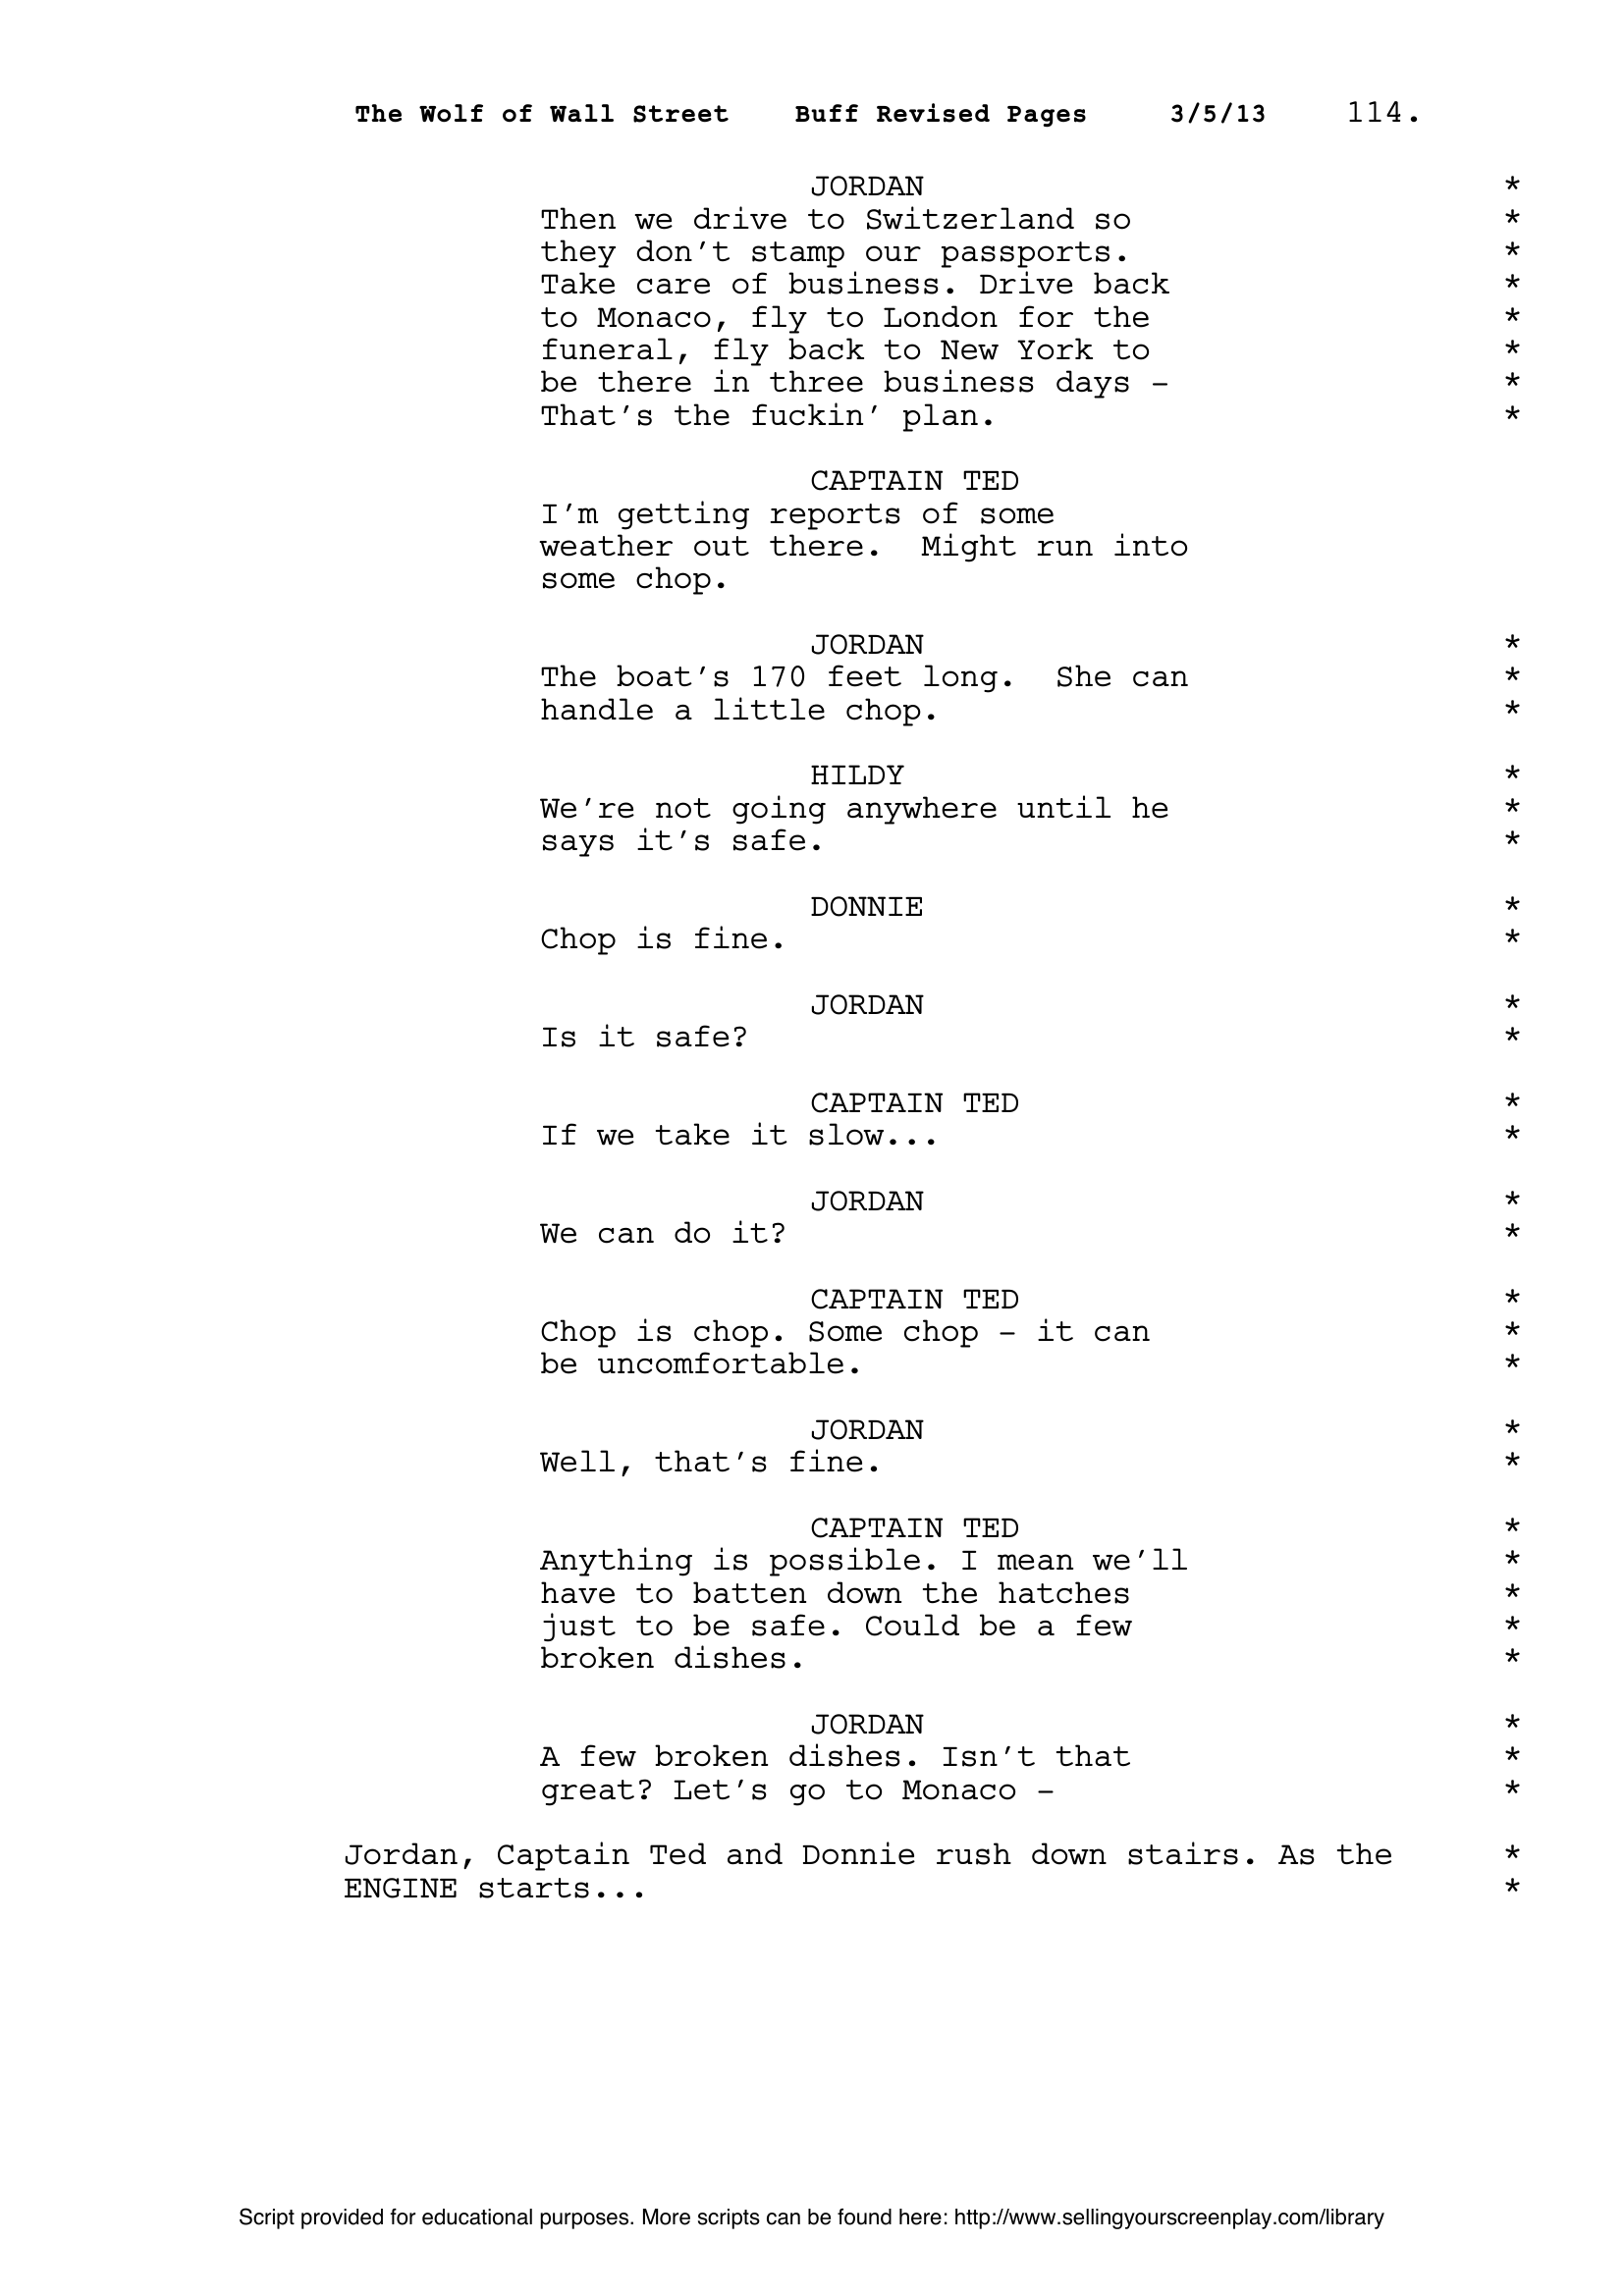 The Wolf of Wall Street    Buff Revised Pages    3/5/13    114.
JORDAN *
Then we drive to Switzerland so *
they don't stamp our passports. *
Take care of business. Drive back *
to Monaco, fly to London for the *
funeral, fly back to New York to *
be there in three business days – *
That's the fuckin' plan. *
CAPTAIN TED
I'm getting reports of some
weather out there.  Might run into
some chop.
JORDAN *
The boat's 170 feet long.  She can *
handle a little chop. *
HILDY *
We're not going anywhere until he *
says it's safe. *
DONNIE *
Chop is fine. *
JORDAN *
Is it safe? *
CAPTAIN TED *
If we take it slow... *
JORDAN *
We can do it? *
CAPTAIN TED *
Chop is chop. Some chop – it can *
be uncomfortable. *
JORDAN *
Well, that's fine. *
CAPTAIN TED *
Anything is possible. I mean we'll *
have to batten down the hatches *
just to be safe. Could be a few *
broken dishes. *
JORDAN *
A few broken dishes. Isn't that *
great? Let's go to Monaco – *
Jordan, Captain Ted and Donnie rush down stairs. As the *
ENGINE starts... *
Script provided for educational purposes. More scripts can be found here: http://www.sellingyourscreenplay.com/library